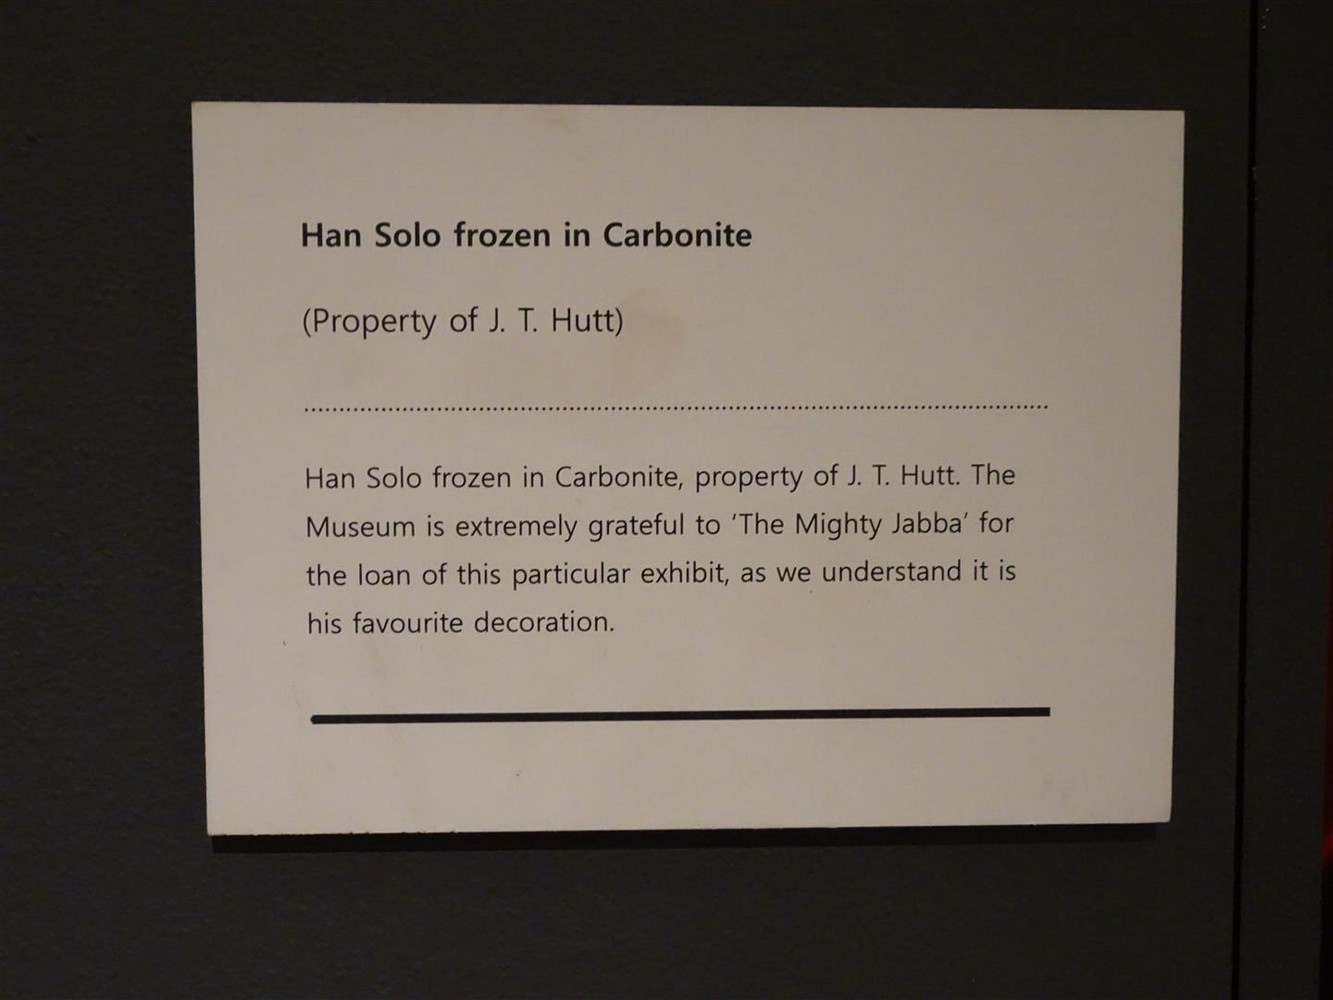 Han Solo frozen in Carbonite
(Property of J. T. Hutt)
Han Solo frozen in Carbonite, property of J. T. Hutt. The
Museum is extremely grateful to ‘The Mighty Jabba’ for
the loan of this particular exhibit, as we understand it is
his favourite decoration.